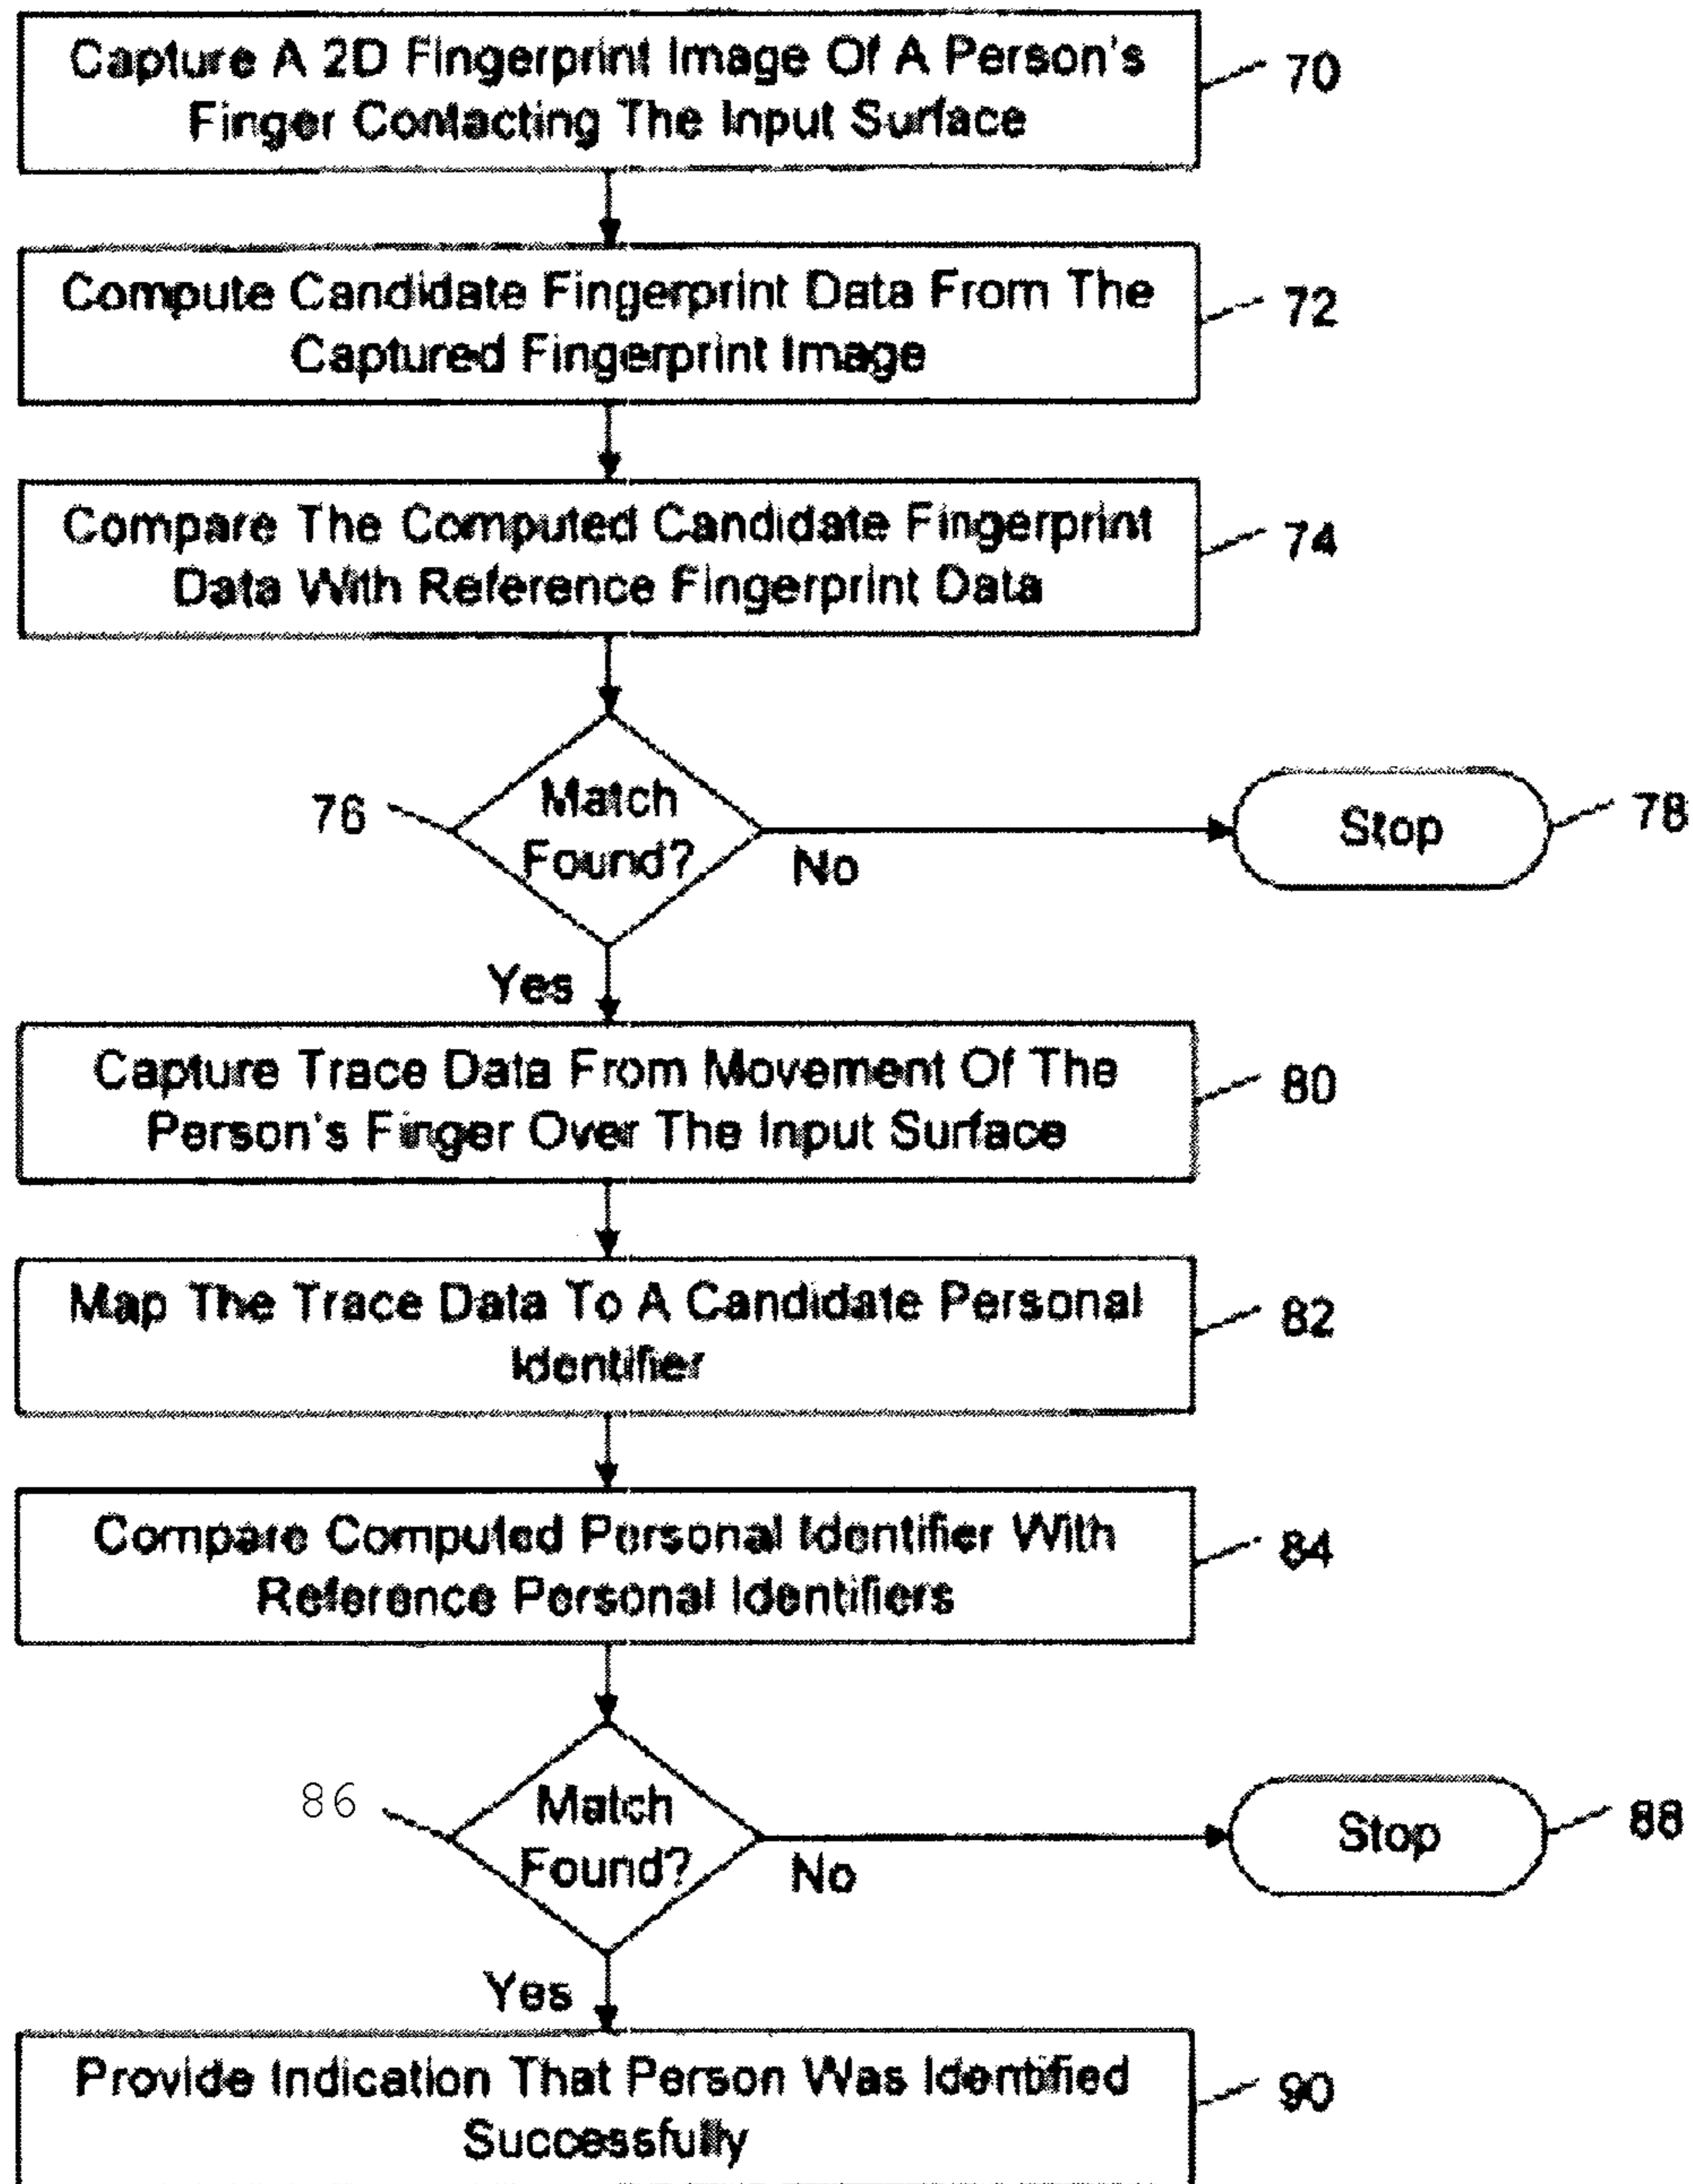 Capture A 2D Fingerprint Image Of A Person's
Finger Contacting The Input Surface
70
Compute Candidate Fingerprint Data From The
Captured Fingerprint Image
72
Compare The Computed Candidate Fingerprint
Data With Reference Fingerprint Data
74
76
Match
Found?
No
Stop
78
Yes
Capture Trace Data From Movement Of The
Person's Finger Over The Input Surface
80
Map The Trace Data To A Candidate Personal
Identifier
82
Compare Computed Personal Identifier With
Reference Personal Identifiers
84
86
Match
Found?
No
Stop
88
Yes
Provide Indication That Person Was Identified
Successfully
90